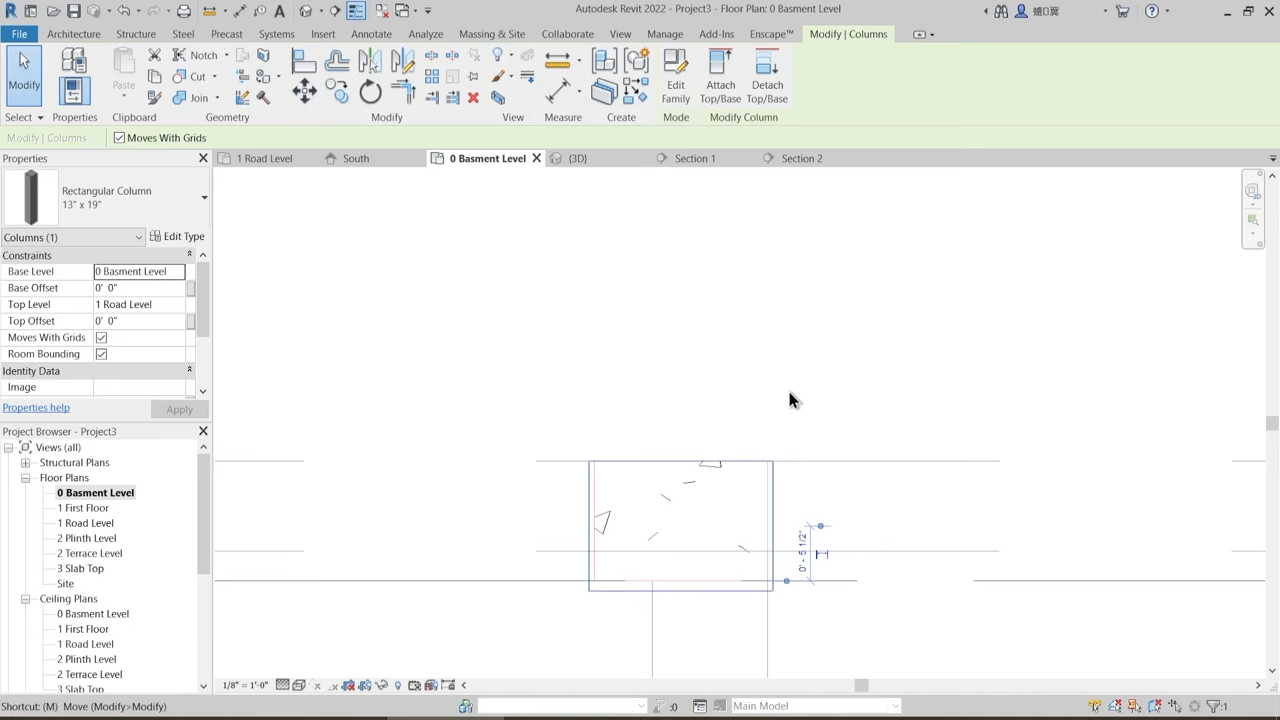 Autodesk Revit 2022 - Project3 - Floor Plan: 0 Basment Level
File Architecture Structure Steel Precast Systems Insert Annotate Analyze Massing & Site Collaborate View Manage Add-Ins Enscape™ Modify | Columns
Modify
Paste
Notch
Cut
Join
Edit
Family
Attach
Top/Base
Detach
Top/Base
Select Properties Clipboard Geometry Modify View Measure Create Mode Modify Column
Modify | Columns Moves With Grids
Properties
1 Road Level South 0 Basment Level {3D} Section 1 Section 2
Rectangular Column
13" x 19"
Columns (1) Edit Type
Constraints
Base Level 0 Basment Level
Base Offset 0' 0"
Top Level 1 Road Level
Top Offset 0' 0"
Moves With Grids
Room Bounding
Identity Data
Image
Properties help Apply
Project Browser - Project3
Views (all)
Structural Plans
Floor Plans
0 Basment Level
1 First Floor
1 Road Level
2 Plinth Level
2 Terrace Level
3 Slab Top
Site
Ceiling Plans
0 Basment Level
1 First Floor
1 Road Level
2 Plinth Level
2 Terrace Level
3 Slab Top
0' - 5 1/2"
1/8" = 1'-0"
Shortcut: (M) Move (Modify>Modify) :0 Main Model :1